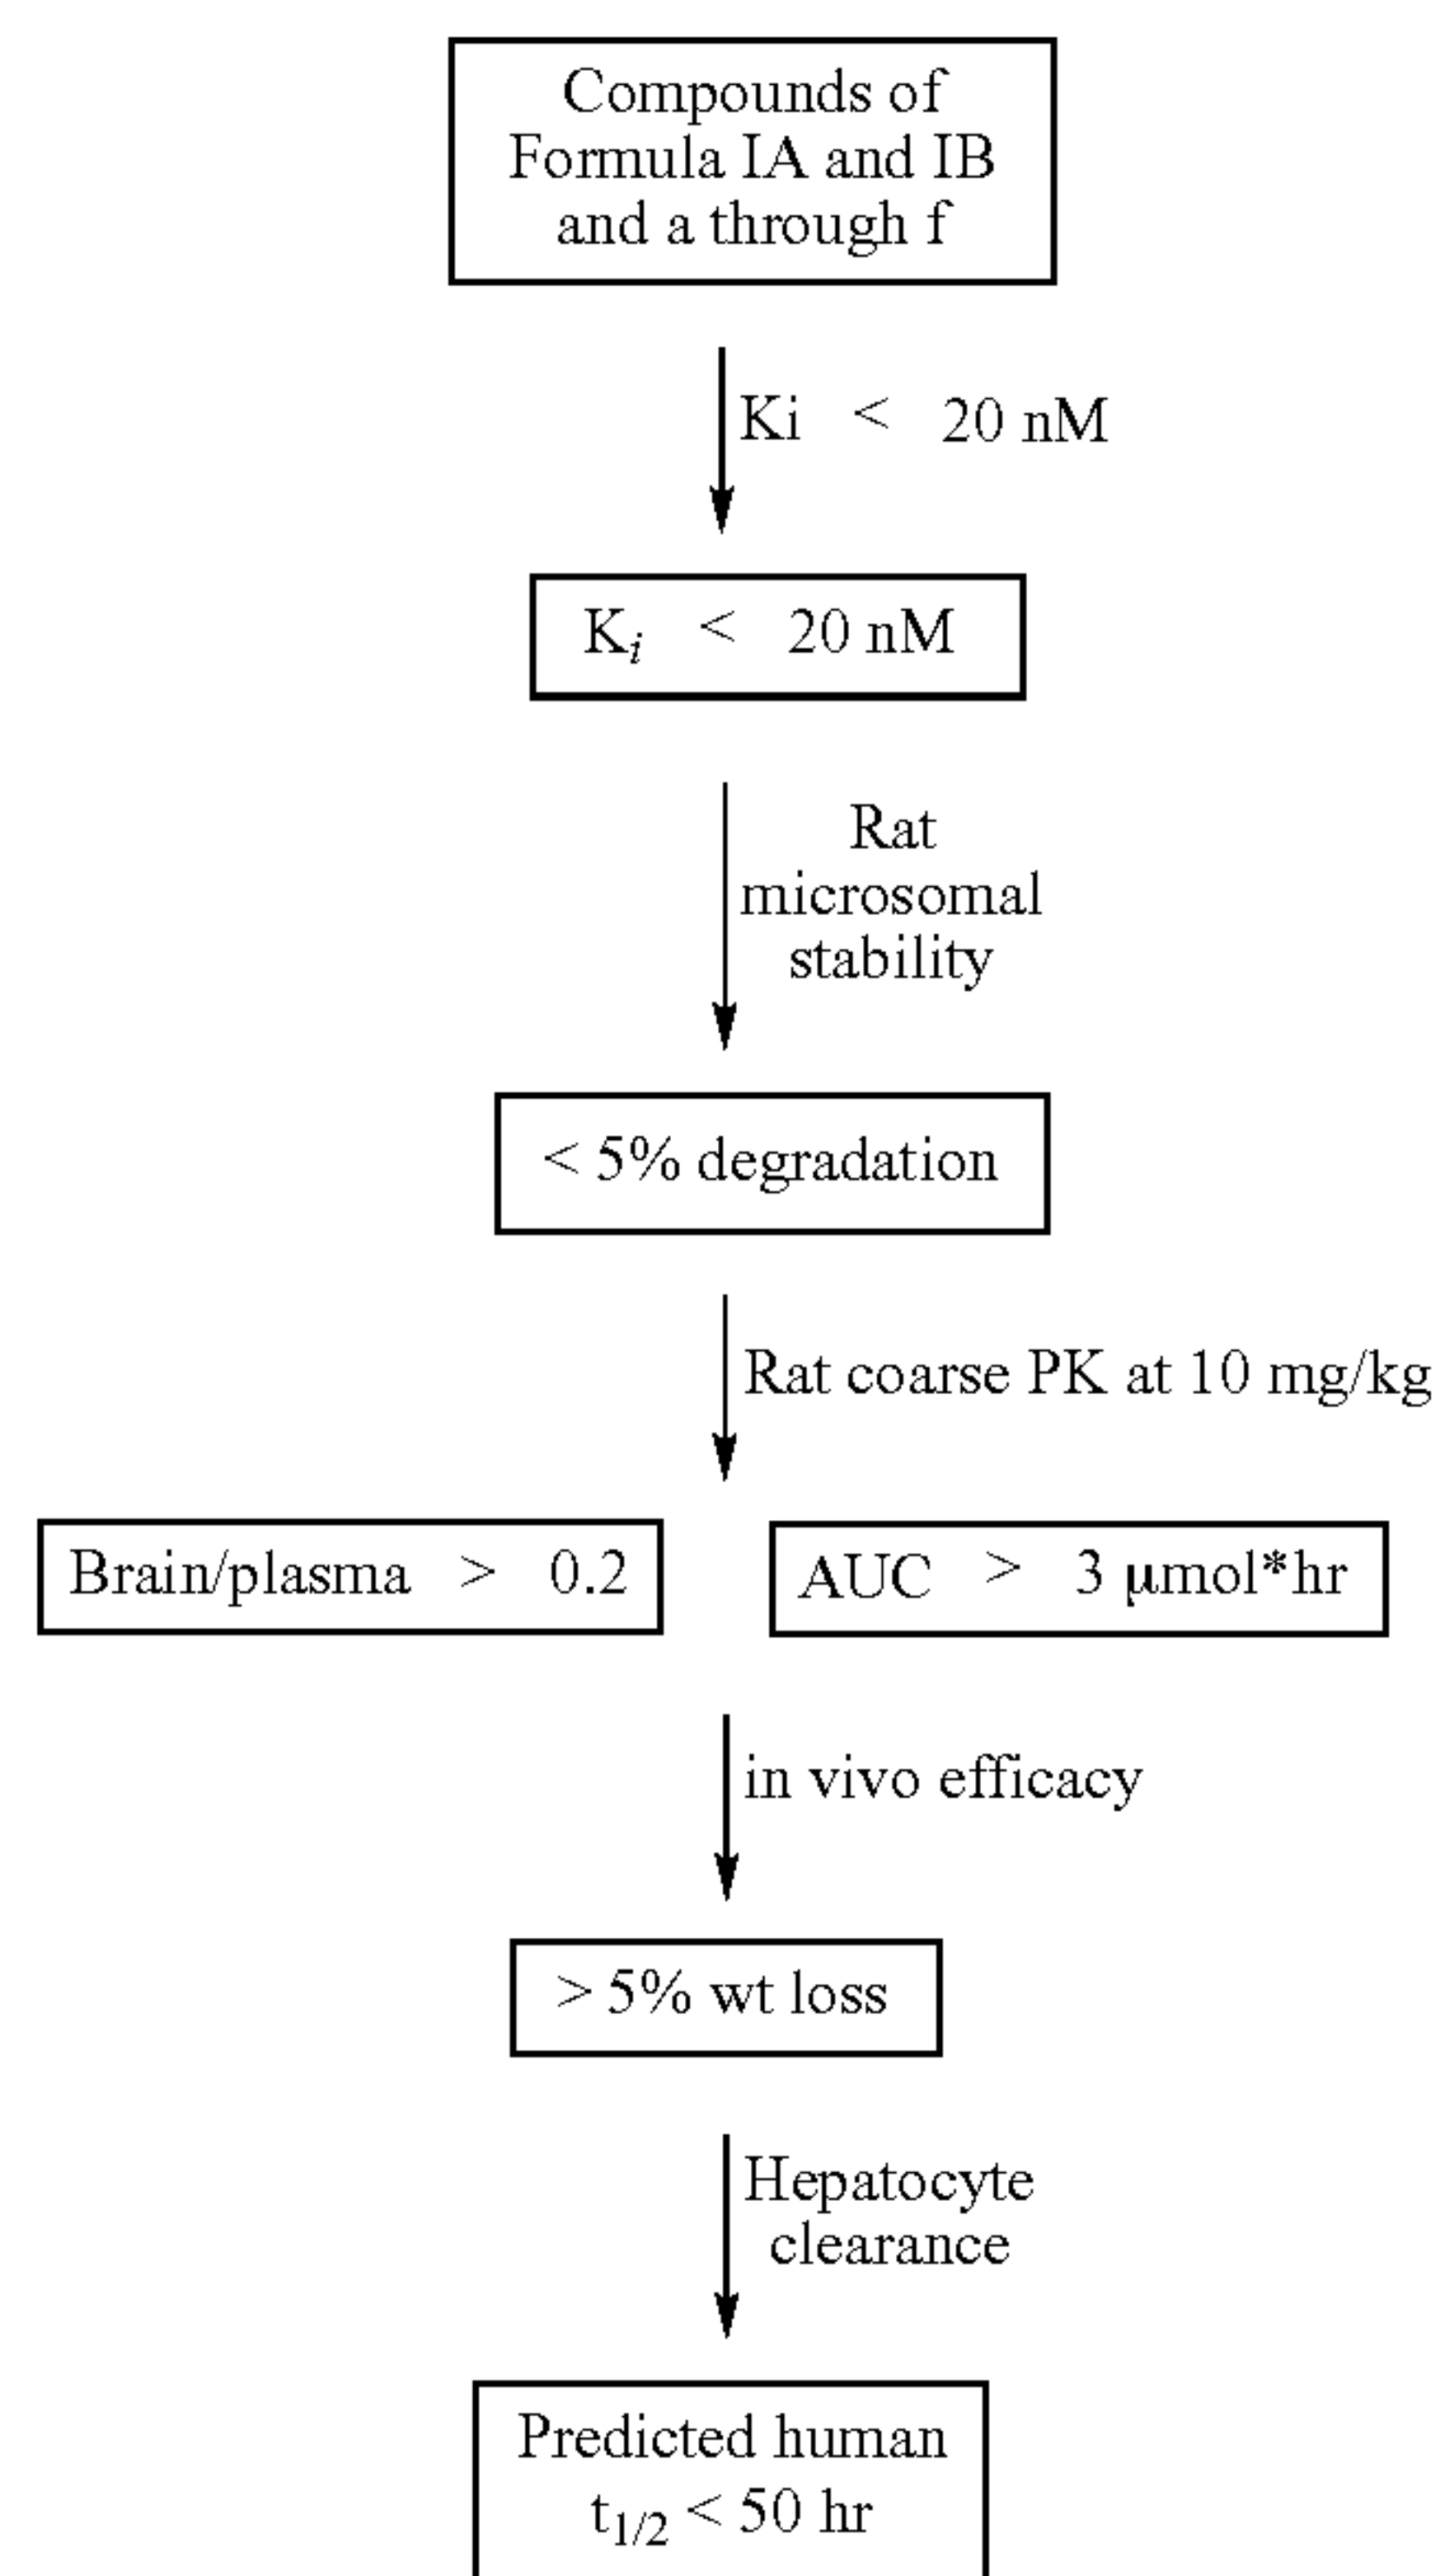 Compounds of
Formula IA and IB
and a through f
Ki < 20 nM
K_i < 20 nM
Rat
microsomal
stability
< 5% degradation
Rat coarse PK at 10 mg/kg
Brain/plasma > 0.2
AUC > 3 μmol*hr
in vivo efficacy
> 5% wt loss
Hepatocyte
clearance
Predicted human
t_1/2 < 50 hr